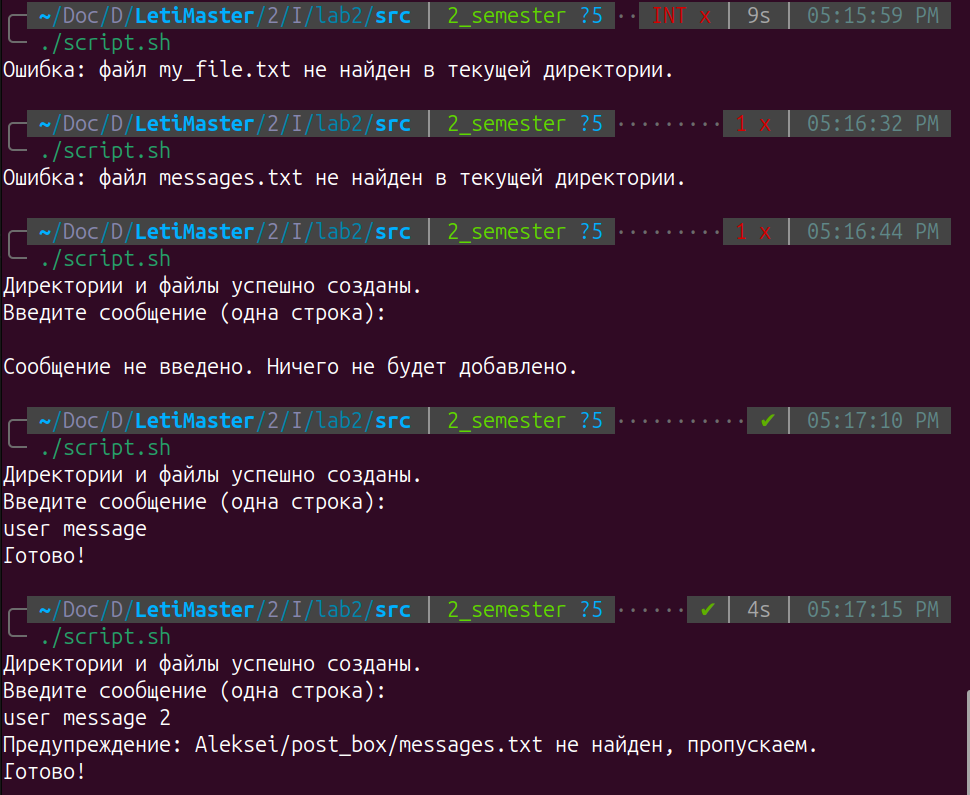 ~/Doc/D/LetiMaster/2/I/lab2/src 2_semester ?5 ·· INT x 9s 05:15:59 PM
./script.sh
Ошибка: файл my_file.txt не найден в текущей директории.
~/Doc/D/LetiMaster/2/I/lab2/src 2_semester ?5 ········· 1 x 05:16:32 PM
./script.sh
Ошибка: файл messages.txt не найден в текущей директории.
~/Doc/D/LetiMaster/2/I/lab2/src 2_semester ?5 ········· 1 x 05:16:44 PM
./script.sh
Директории и файлы успешно созданы.
Введите сообщение (одна строка):
Сообщение не введено. Ничего не будет добавлено.
~/Doc/D/LetiMaster/2/I/lab2/src 2_semester ?5 ··········· ✔ 05:17:10 PM
./script.sh
Директории и файлы успешно созданы.
Введите сообщение (одна строка):
user message
Готово!
~/Doc/D/LetiMaster/2/I/lab2/src 2_semester ?5 ······ ✔ 4s 05:17:15 PM
./script.sh
Директории и файлы успешно созданы.
Введите сообщение (одна строка):
user message 2
Предупреждение: Aleksei/post_box/messages.txt не найден, пропускаем.
Готово!